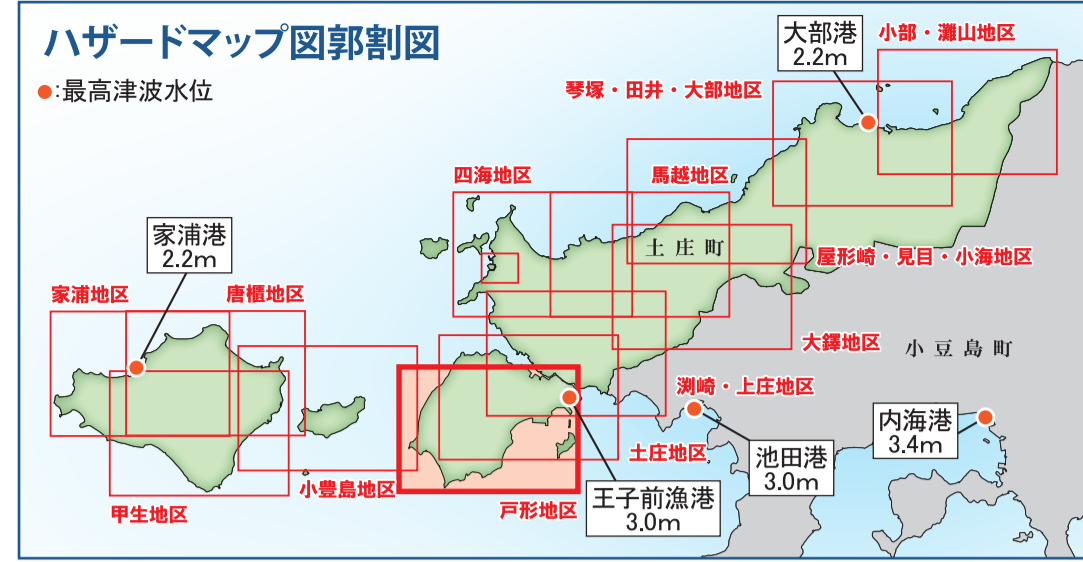 ハザードマップ図郭割図
●:最高津波水位
大部港
2.2m
小部・灘山地区
琴塚・田井・大部地区
四海地区
馬越地区
土庄町
屋形崎・見目・小海地区
家浦港
2.2m
家浦地区
唐櫃地区
大鐸地区
小豆島町
渕崎・上庄地区
内海港
3.4m
土庄地区
池田港
3.0m
小豊島地区
甲生地区
戸形地区
王子前漁港
3.0m